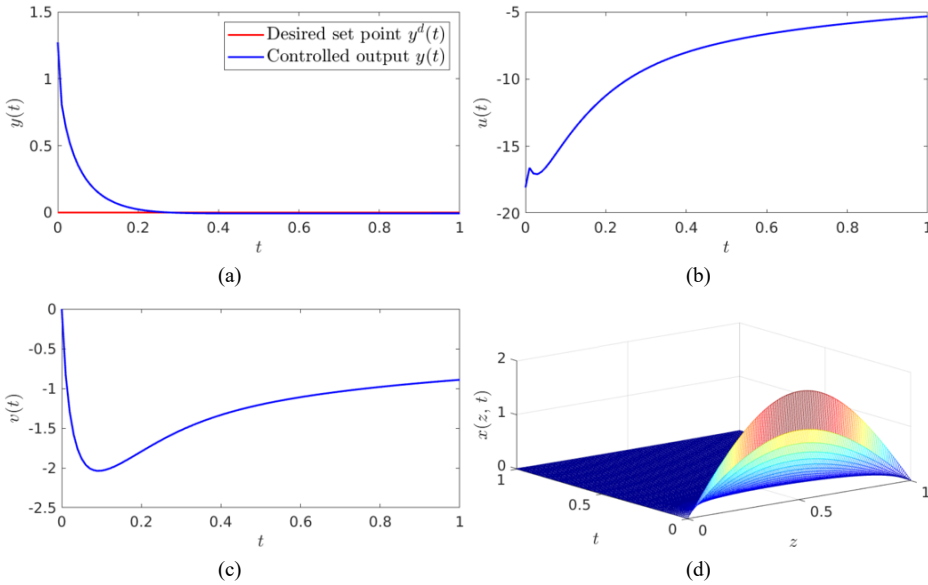 1.5
1
0.5
0
y(t)
Desired set point y^d(t)
Controlled output y(t)
0 0.2 0.4 0.6 0.8 1
t
(a)
-5
-10
-15
-20
u(t)
0 0.2 0.4 0.6 0.8 1
t
(b)
0
-0.5
-1
-1.5
-2
-2.5
v(t)
0 0.2 0.4 0.6 0.8 1
t
(c)
2
1
0
x(z, t)
1
0.5
0
t
0
0.5
1
z
(d)